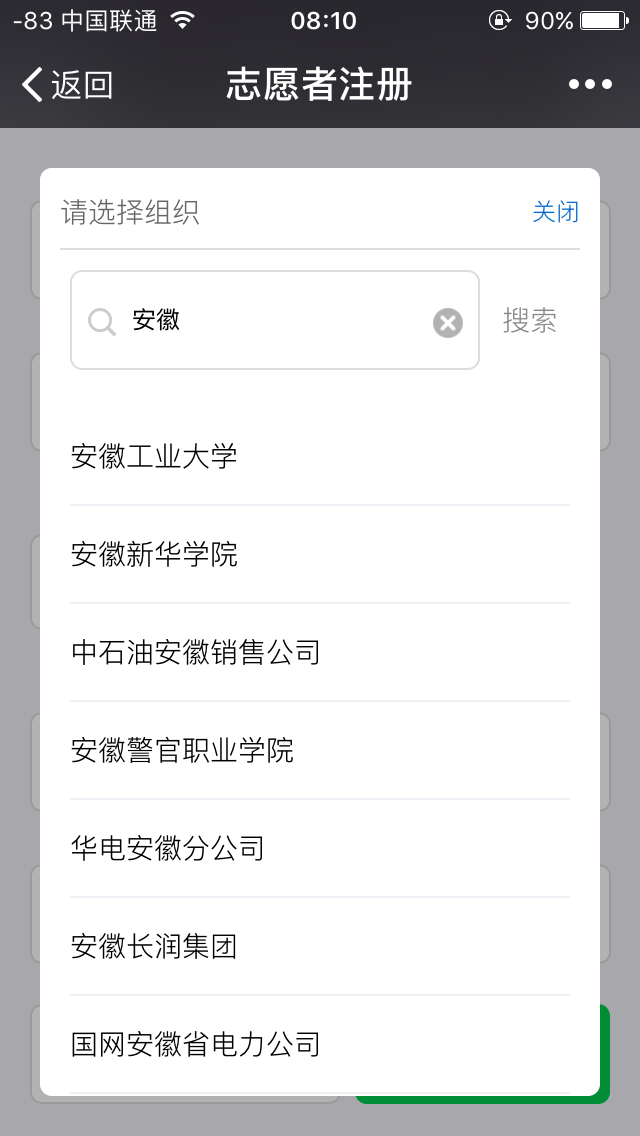 -83 中国联通 08:10 90%
返回 志愿者注册
请选择组织 关闭
安徽 搜索
安徽工业大学
安徽新华学院
中石油安徽销售公司
安徽警官职业学院
华电安徽分公司
安徽长润集团
国网安徽省电力公司